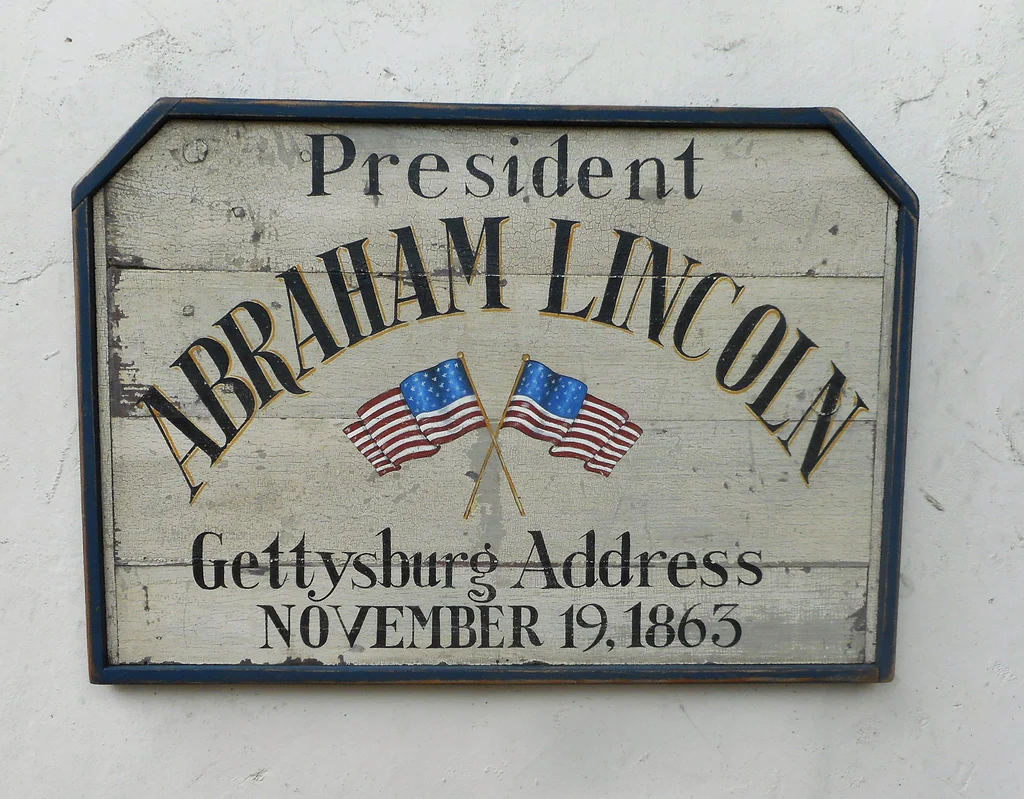 President
ABRAHAM LINCOLN
Gettysburg Address
NOVEMBER 19, 1863